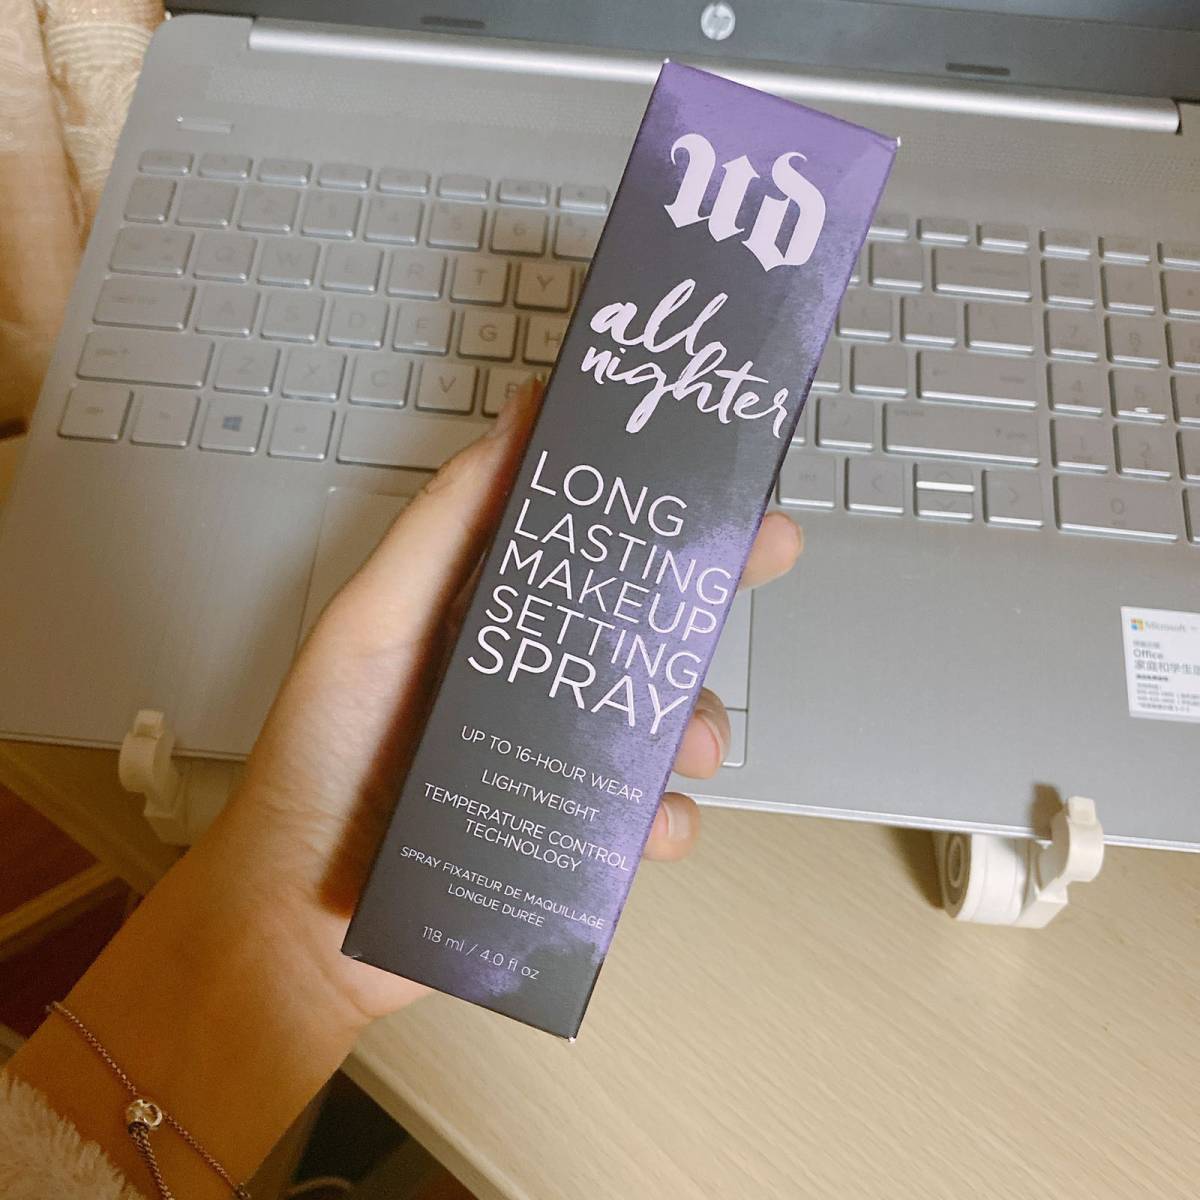 hp
UD
all
nighter
LONG
LASTING
MAKEUP
SETTING
SPRAY
UP TO 16-HOUR WEAR
LIGHTWEIGHT
TEMPERATURE CONTROL
TECHNOLOGY
SPRAY FIXATEUR DE MAQUILLAGE
LONGUE DURÉE
118 ml / 4.0 fl oz
Microsoft
Office
家庭和学生